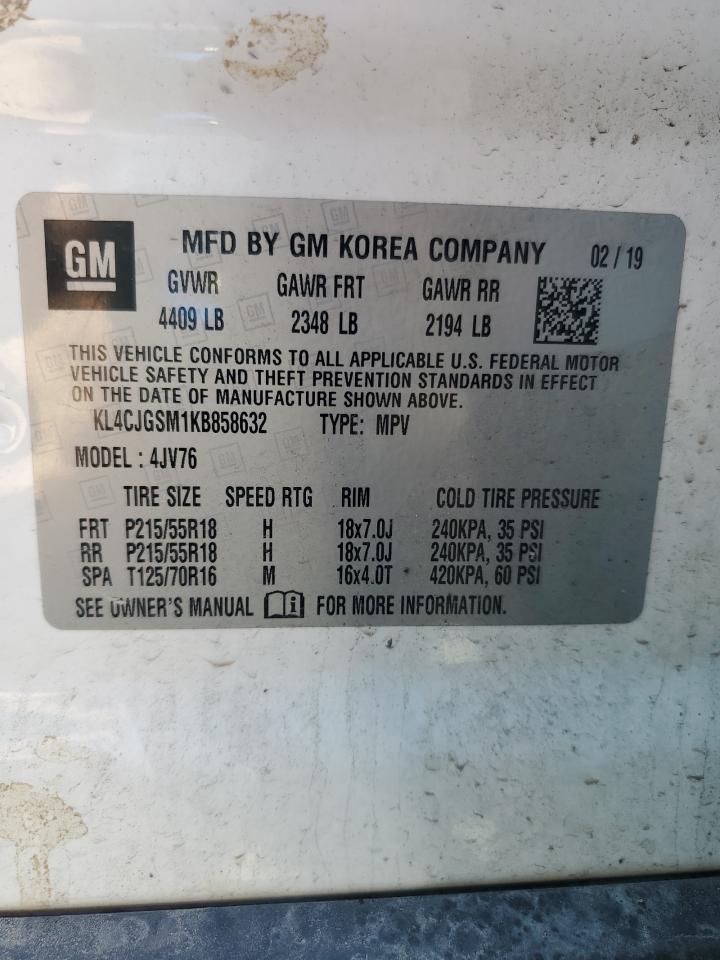 GM MFD BY GM KOREA COMPANY 02 / 19
GVWR GAWR FRT GAWR RR
4409 LB 2348 LB 2194 LB
THIS VEHICLE CONFORMS TO ALL APPLICABLE U.S. FEDERAL MOTOR
VEHICLE SAFETY AND THEFT PREVENTION STANDARDS IN EFFECT
ON THE DATE OF MANUFACTURE SHOWN ABOVE.
KL4CJGSM1KB858632 TYPE: MPV
MODEL : 4JV76
TIRE SIZE SPEED RTG RIM COLD TIRE PRESSURE
FRT P215/55R18 H 18x7.0J 240KPA, 35 PSI
RR P215/55R18 H 18x7.0J 240KPA, 35 PSI
SPA T125/70R16 M 16x4.0T 420KPA, 60 PSI
SEE OWNER'S MANUAL FOR MORE INFORMATION.